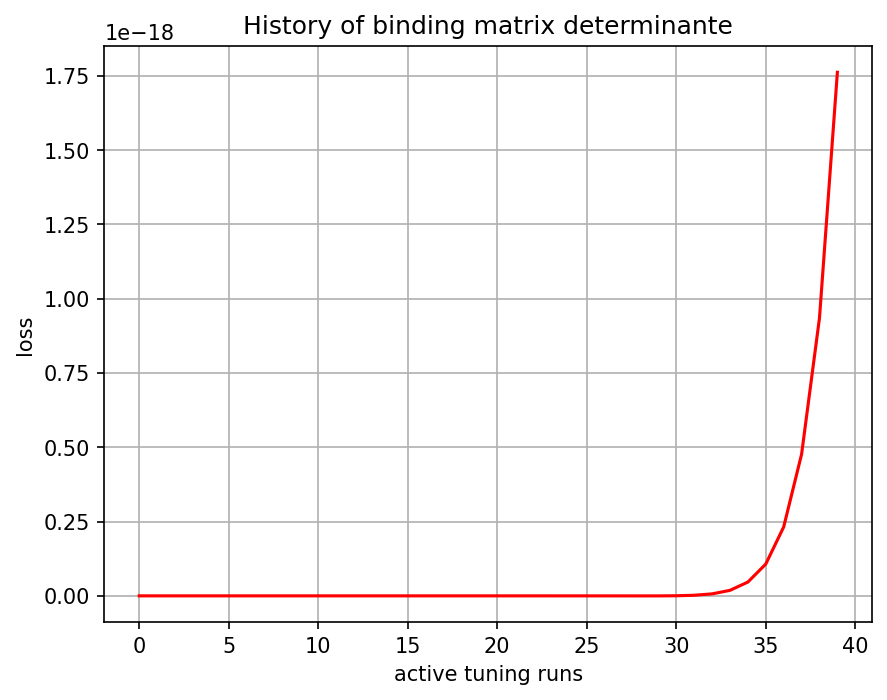 History of binding matrix determinante
1e−18
1.75
1.50
1.25
1.00
0.75
0.50
0.25
0.00
loss
0 5 10 15 20 25 30 35 40
active tuning runs